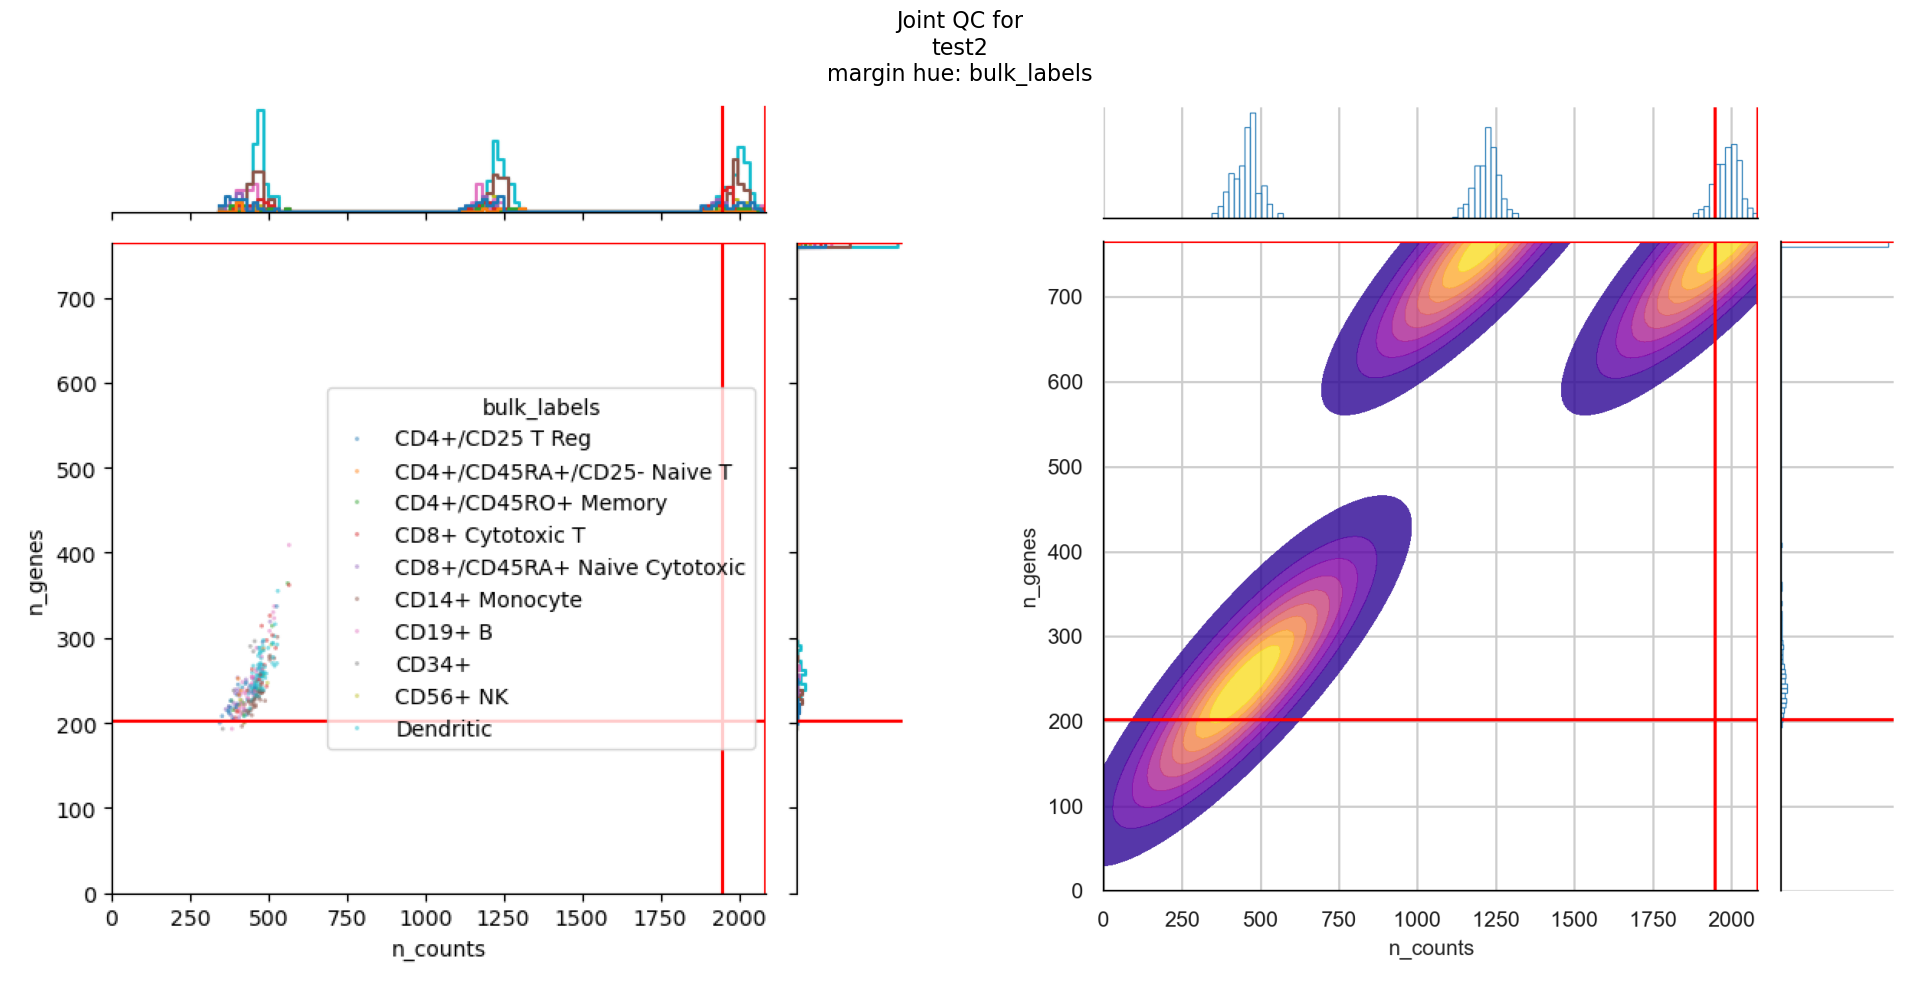 Joint QC for
test2
margin hue: bulk_labels
700
600
500
400
300
200
100
0
n_genes
bulk_labels
CD4+/CD25 T Reg
CD4+/CD45RA+/CD25- Naive T
CD4+/CD45RO+ Memory
CD8+ Cytotoxic T
CD8+/CD45RA+ Naive Cytotoxic
CD14+ Monocyte
CD19+ B
CD34+
CD56+ NK
Dendritic
0 250 500 750 1000 1250 1500 1750 2000
n_counts
700
600
500
400
300
200
100
0
n_genes
0 250 500 750 1000 1250 1500 1750 2000
n_counts